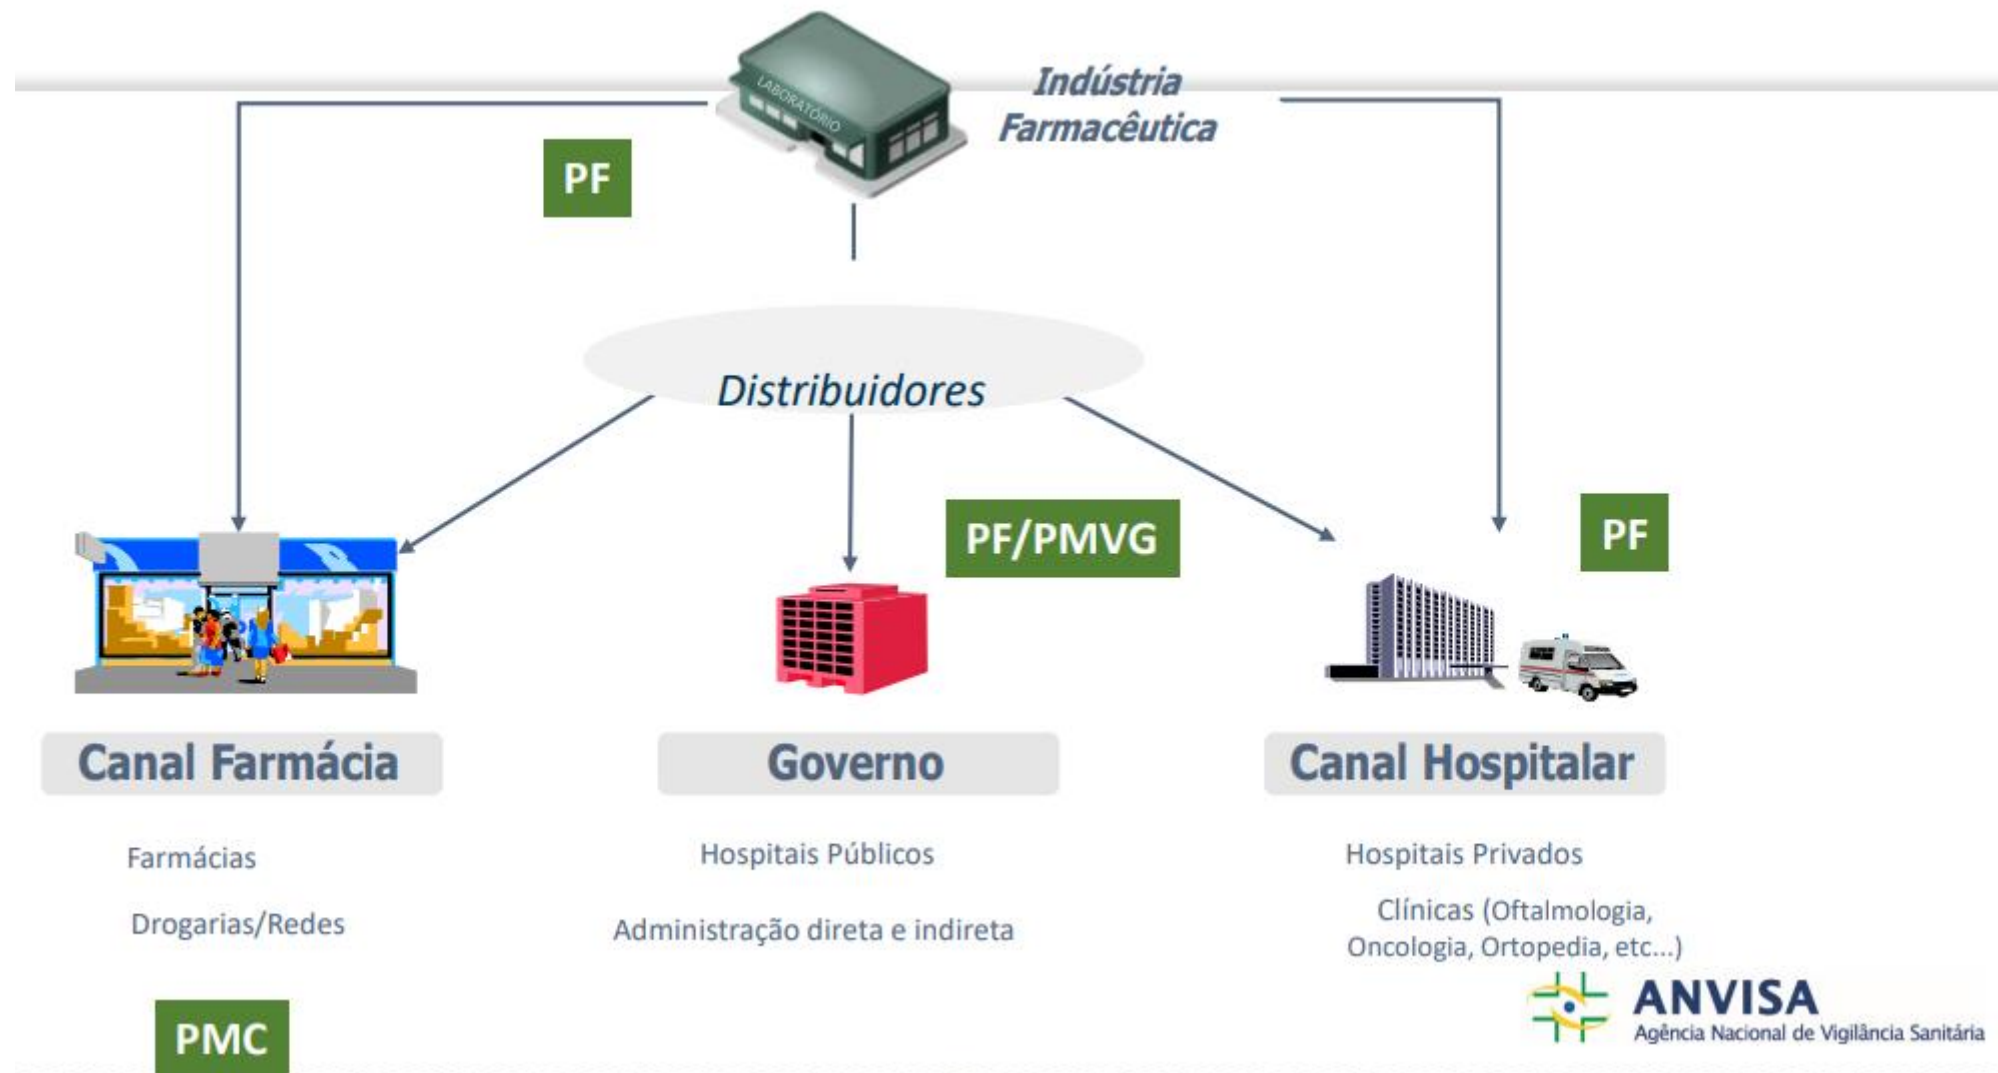 LABORATÓRIO
Indústria
Farmacêutica
PF
Distribuidores
PF/PMVG
PF
Canal Farmácia
Governo
Canal Hospitalar
Farmácias
Hospitais Públicos
Hospitais Privados
Drogarias/Redes
Administração direta e indireta
Clínicas (Oftalmologia,
Oncologia, Ortopedia, etc...)
PMC
ANVISA
Agência Nacional de Vigilância Sanitária